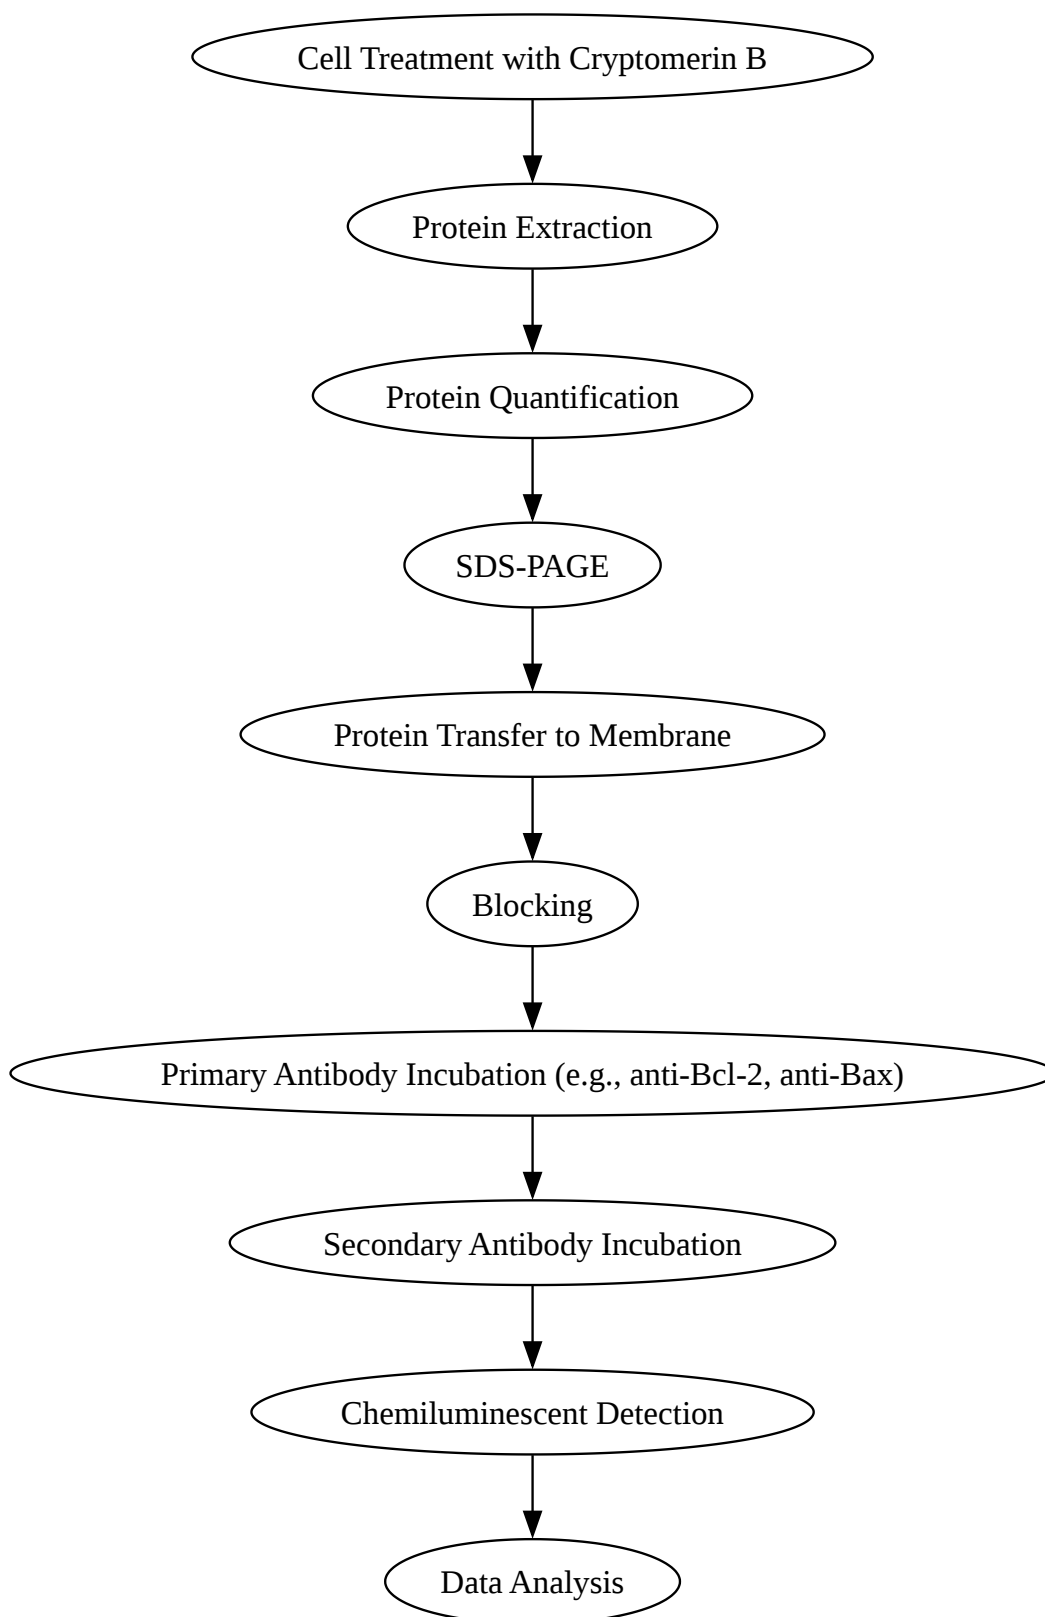 Cell Treatment with Cryptomerin B
Protein Extraction
Protein Quantification
SDS-PAGE
Protein Transfer to Membrane
Blocking
Primary Antibody Incubation (e.g., anti-Bcl-2, anti-Bax)
Secondary Antibody Incubation
Chemiluminescent Detection
Data Analysis